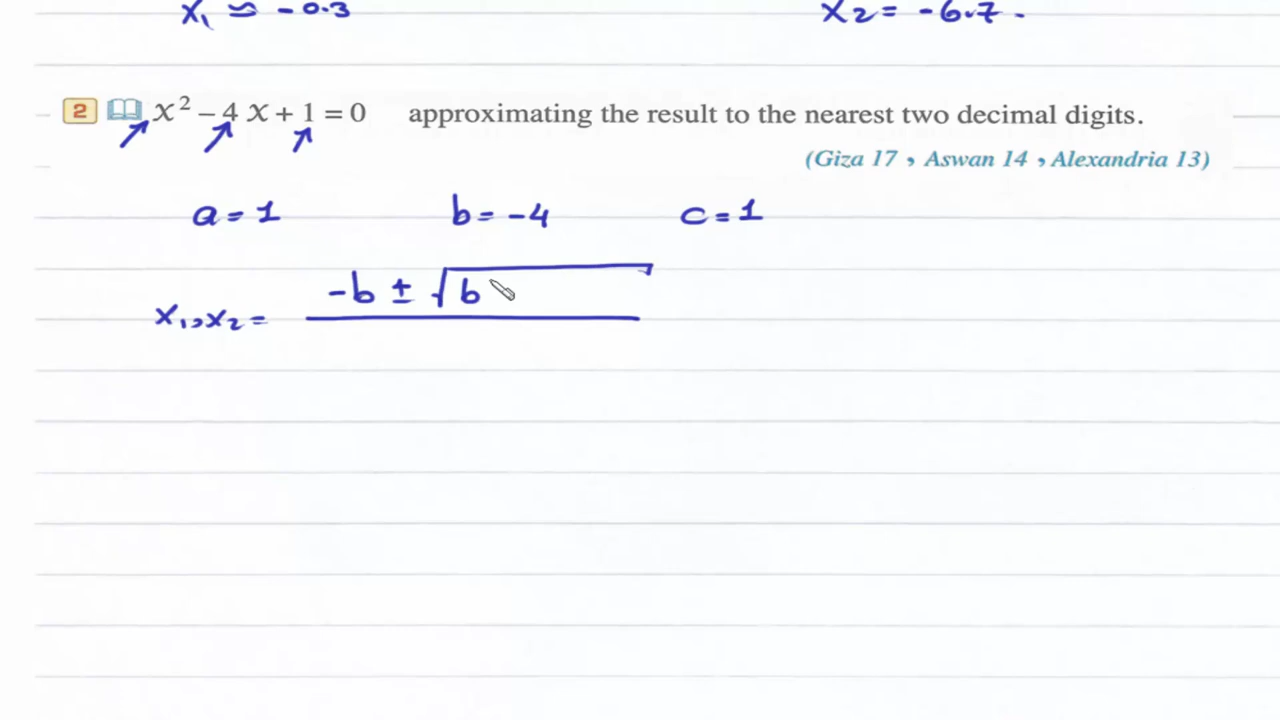 x₁ ≃ -0.3 x₂ = -6.7.
2 x² – 4 x + 1 = 0 approximating the result to the nearest two decimal digits.
(Giza 17 , Aswan 14 , Alexandria 13)
a = 1 b = -4 c = 1
-b ± √b
x₁,x₂ =